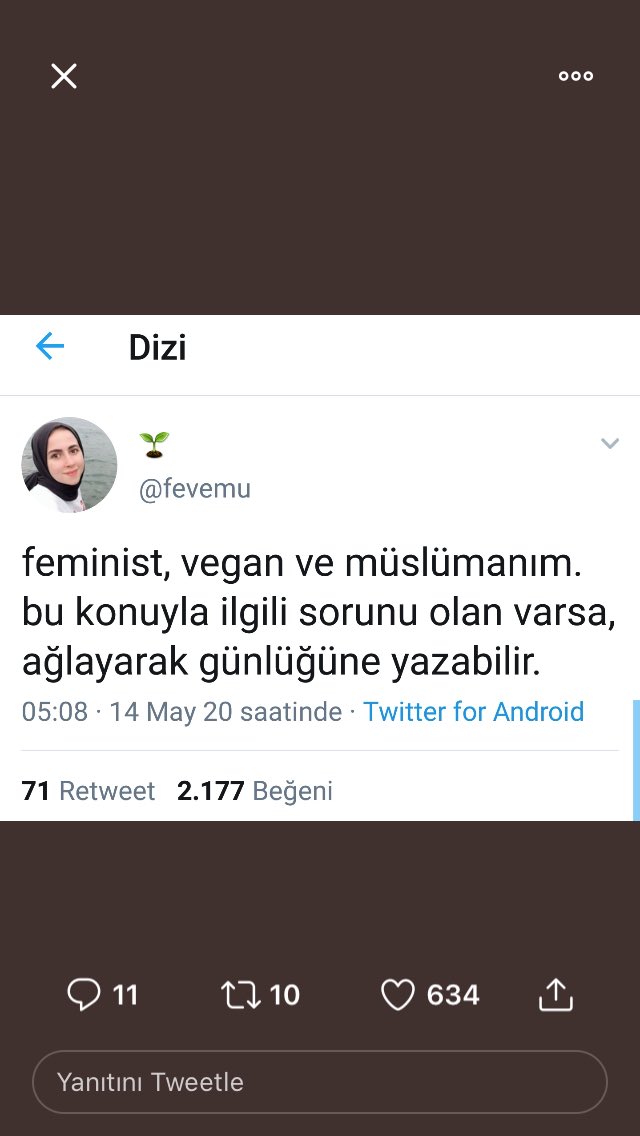 Dizi
@fevemu
feminist, vegan ve müslümanım.
bu konuyla ilgili sorunu olan varsa,
ağlayarak günlüğüne yazabilir.
05:08 · 14 May 20 saatinde · Twitter for Android
71 Retweet 2.177 Beğeni
11 10 634
Yanıtını Tweetle